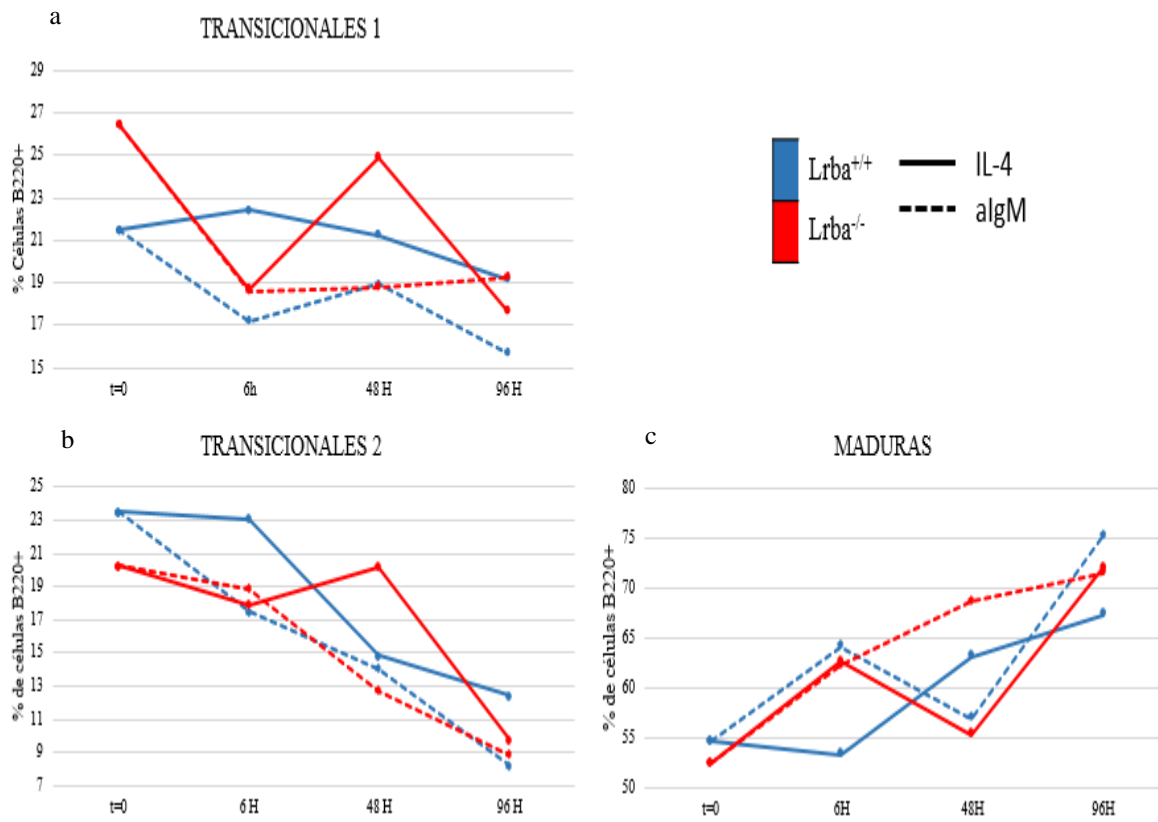 a
TRANSICIONALES 1
% Células B220+
29
27
25
23
21
19
17
15
t=0 6h 48 H 96 H
Lrba+/+ IL-4
Lrba-/- aIgM
b
TRANSICIONALES 2
% de células B220+
25
23
21
19
17
15
13
11
9
7
t=0 6 H 48 H 96 H
c
MADURAS
% de células B220+
80
75
70
65
60
55
50
t=0 6H 48H 96H